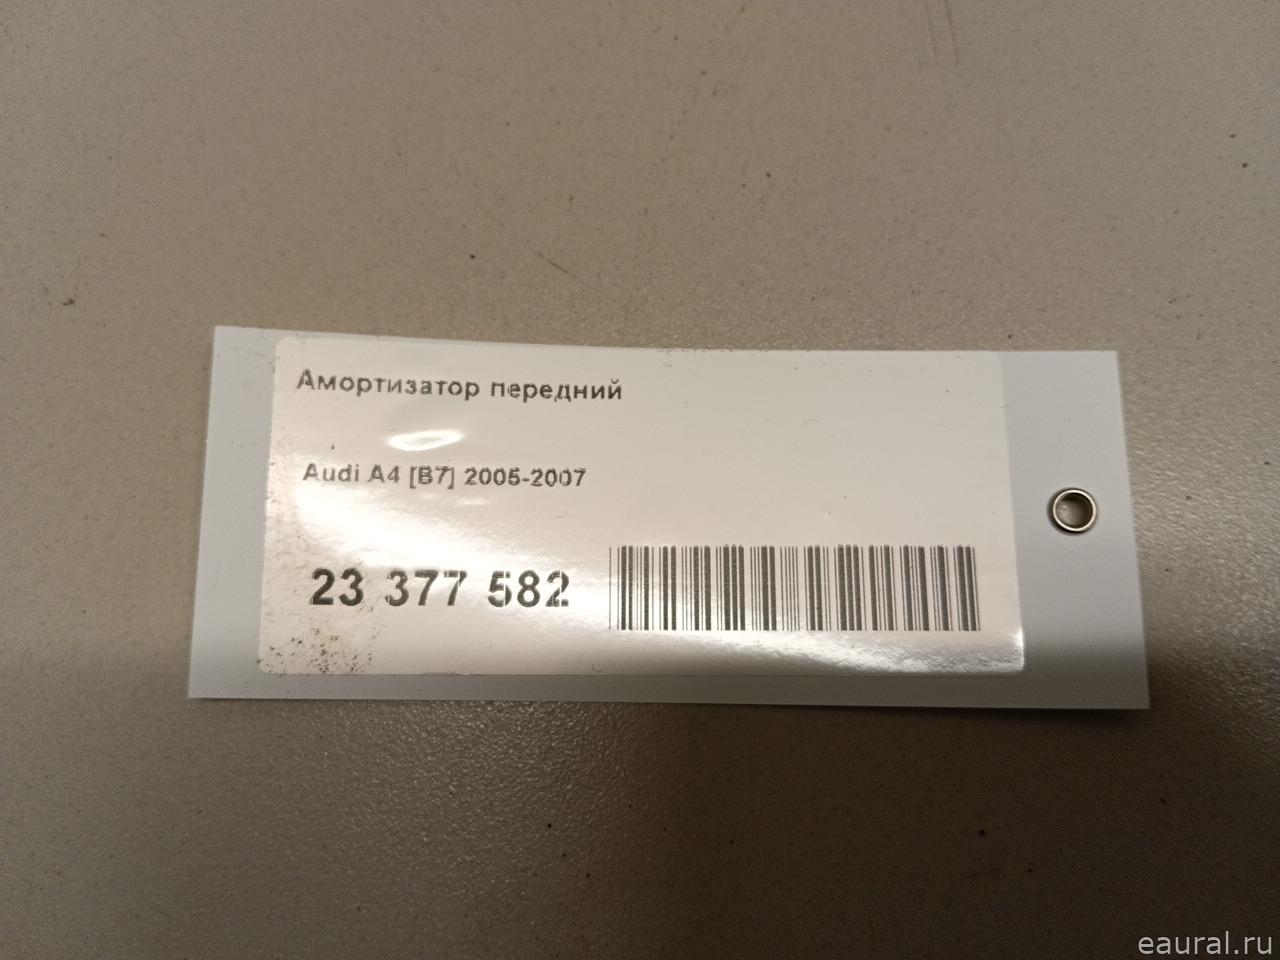 Амортизатор передний
Audi A4 [B7] 2005-2007
23 377 582
eaural.ru